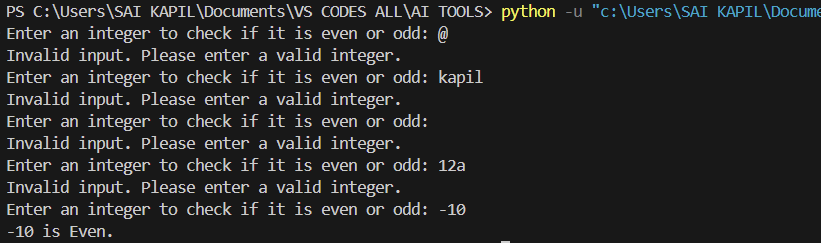 PS C:\Users\SAI KAPIL\Documents\VS CODES ALL\AI TOOLS> python -u "c:\Users\SAI KAPIL\Docume
Enter an integer to check if it is even or odd: @
Invalid input. Please enter a valid integer.
Enter an integer to check if it is even or odd: kapil
Invalid input. Please enter a valid integer.
Enter an integer to check if it is even or odd:
Invalid input. Please enter a valid integer.
Enter an integer to check if it is even or odd: 12a
Invalid input. Please enter a valid integer.
Enter an integer to check if it is even or odd: -10
-10 is Even.